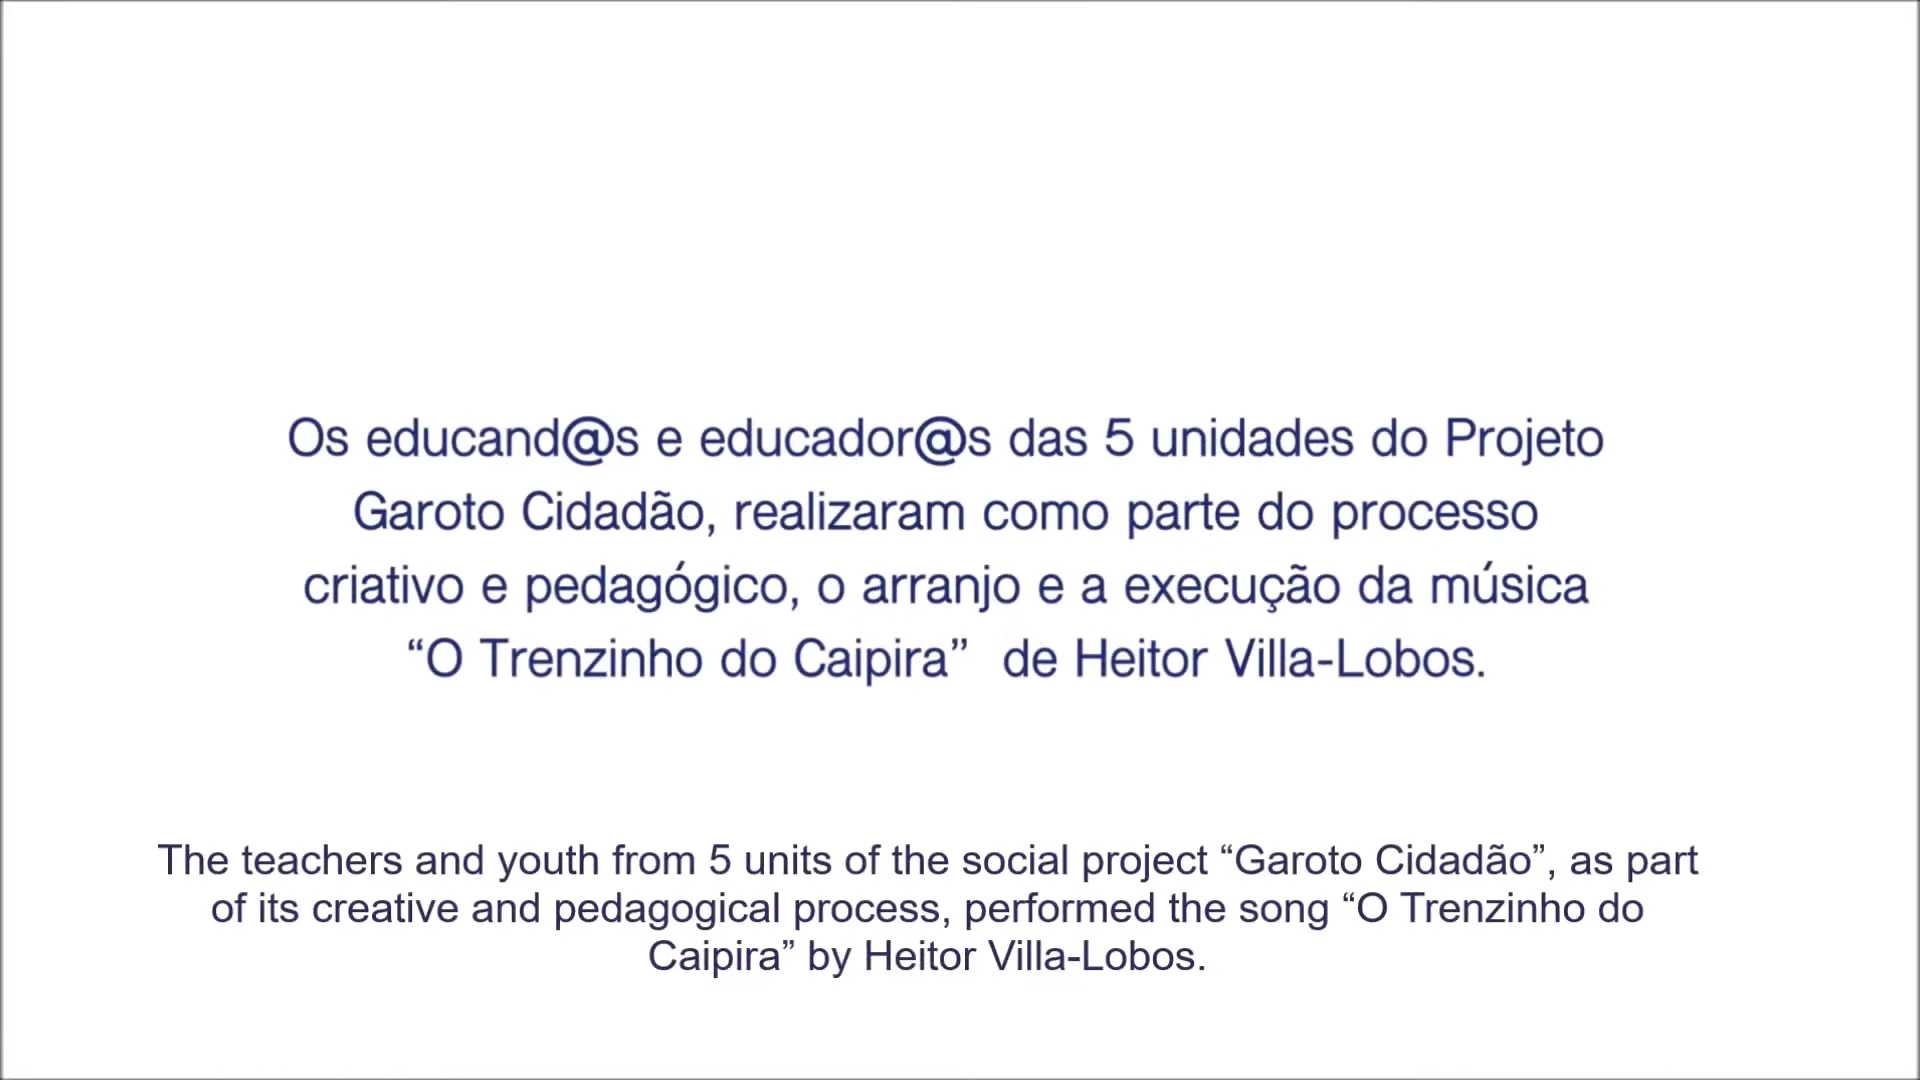 Os educand@s e educador@s das 5 unidades do Projeto
Garoto Cidadão, realizaram como parte do processo
criativo e pedagógico, o arranjo e a execução da música
“O Trenzinho do Caipira”  de Heitor Villa-Lobos.
The teachers and youth from 5 units of the social project “Garoto Cidadão”, as part
of its creative and pedagogical process, performed the song “O Trenzinho do
Caipira” by Heitor Villa-Lobos.